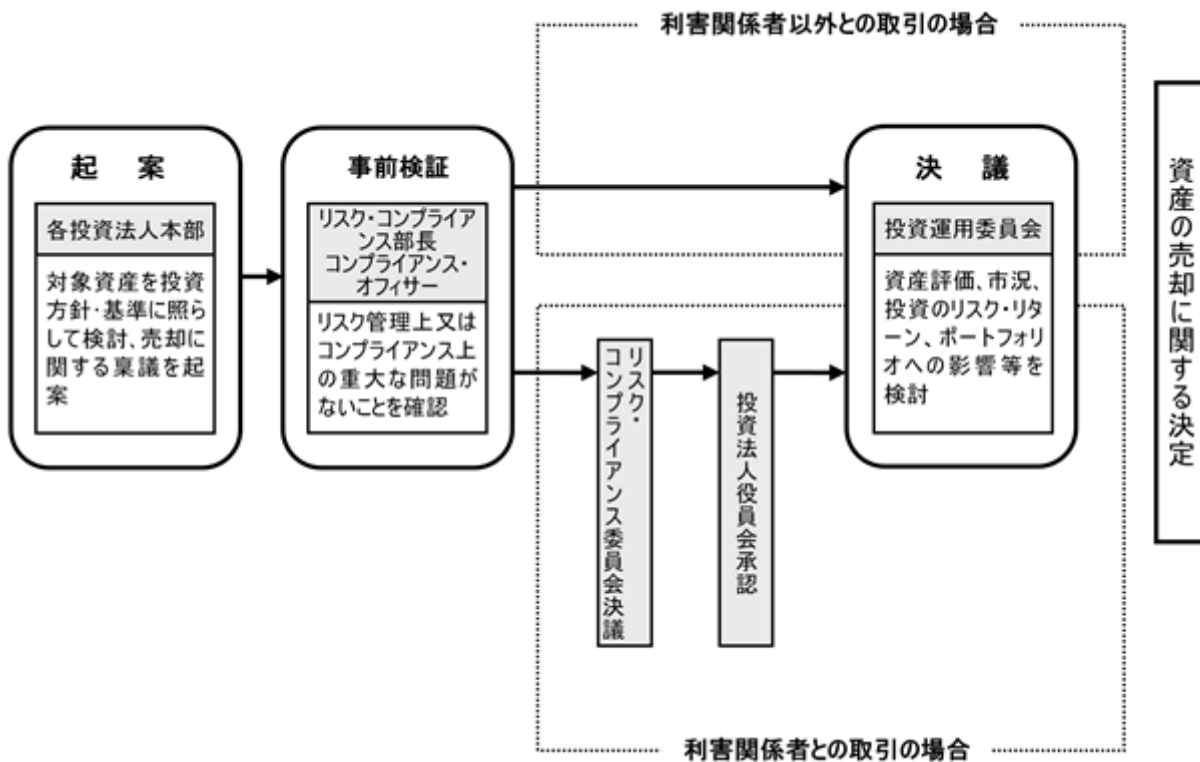 利害関係者以外との取引の場合
起 案
各投資法人本部
対象資産を投資
方針・基準に照ら
して検討、売却に
関する稟議を起
案
事前検証
リスク・コンプライア
ンス部長
コンプライアンス・
オフィサー
リスク管理上又は
コンプライアンス上
の重大な問題が
ないことを確認
リスク・
コンプライアンス委員会決議
投資法人役員会承認
決 議
投資運用委員会
資産評価、市況、
投資のリスク・リタ
ーン、ポートフォリ
オへの影響等を
検討
資産の売却に関する決定
利害関係者との取引の場合